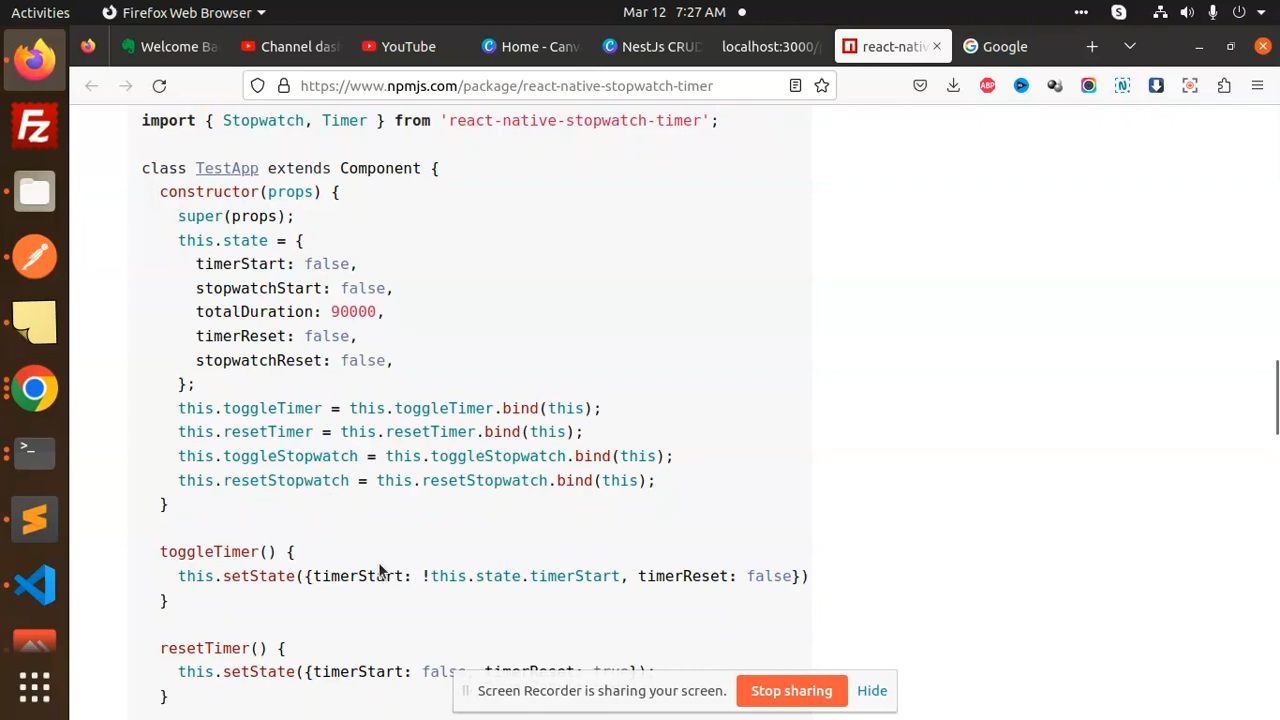 Activities Firefox Web Browser Mar 12 7:27 AM
Welcome Ba Channel das YouTube Home - Canv NestJs CRUD localhost:3000/ react-nativ Google
https://www.npmjs.com/package/react-native-stopwatch-timer
import { Stopwatch, Timer } from 'react-native-stopwatch-timer';
class TestApp extends Component {
constructor(props) {
super(props);
this.state = {
timerStart: false,
stopwatchStart: false,
totalDuration: 90000,
timerReset: false,
stopwatchReset: false,
};
this.toggleTimer = this.toggleTimer.bind(this);
this.resetTimer = this.resetTimer.bind(this);
this.toggleStopwatch = this.toggleStopwatch.bind(this);
this.resetStopwatch = this.resetStopwatch.bind(this);
}
toggleTimer() {
this.setState({timerStart: !this.state.timerStart, timerReset: false})
}
resetTimer() {
this.setState({timerStart: false, timerReset: true});
}
Screen Recorder is sharing your screen. Stop sharing Hide